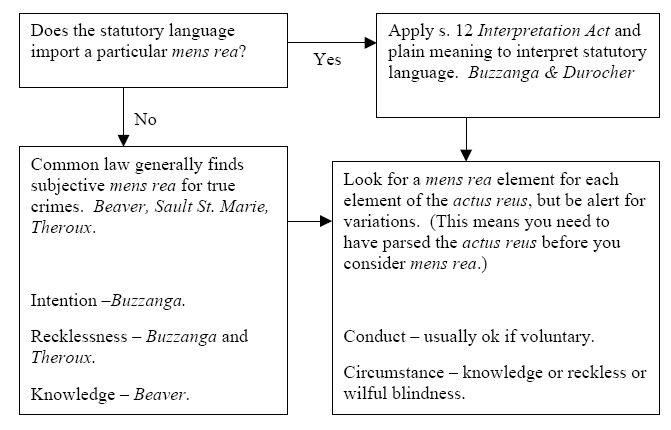 Does the statutory language
import a particular mens rea?
Yes
Apply s. 12 Interpretation Act and
plain meaning to interpret statutory
language. Buzzanga & Durocher
No
Common law generally finds
subjective mens rea for true
crimes. Beaver, Sault St. Marie,
Theroux.
Intention –Buzzanga.
Recklessness – Buzzanga and
Theroux.
Knowledge – Beaver.
Look for a mens rea element for each
element of the actus reus, but be alert for
variations. (This means you need to
have parsed the actus reus before you
consider mens rea.)
Conduct – usually ok if voluntary.
Circumstance – knowledge or reckless or
wilful blindness.